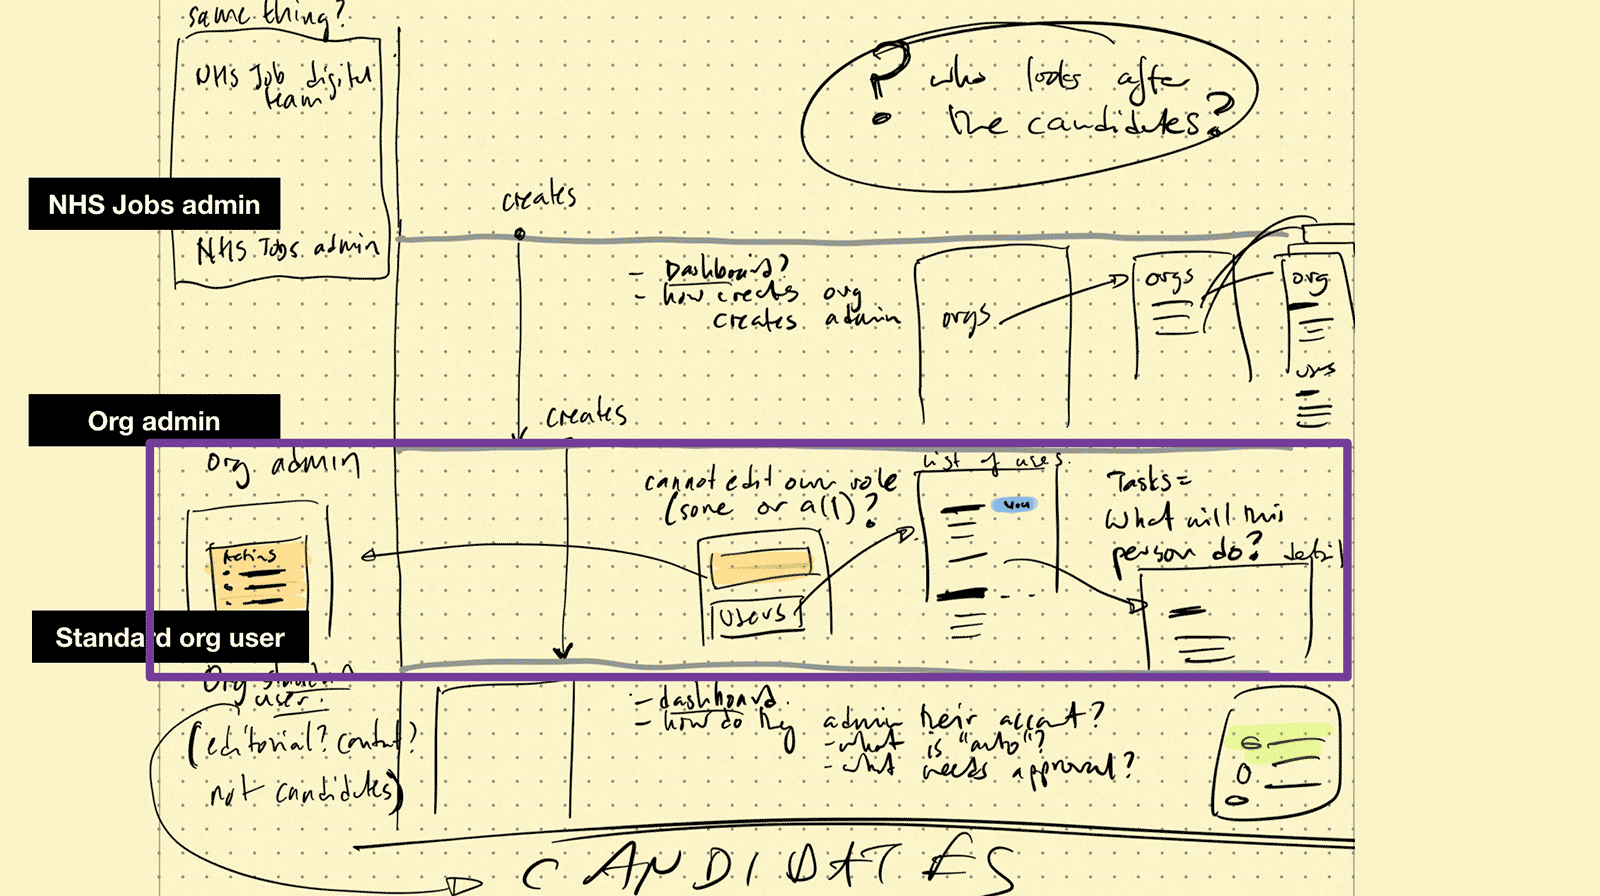 same thing?
NHS Job digital
team
? who looks after
the candidates?
NHS Jobs admin
NHS Jobs admin
creates
- Dashboard?
- how creates org
creates admin
orgs
orgs
org
users
Org admin
creates
org admin
Actions
cannot edit own role
(some or all)?
USERS
list of users.
you
Tasks=
What will this
person do?
detail
Standard org user
Org standard
user.
(editorial? content?
not candidates)
- dashboard.
- how do they admin their account?
- what is "auto"?
- what needs approval?
CANDIDATES